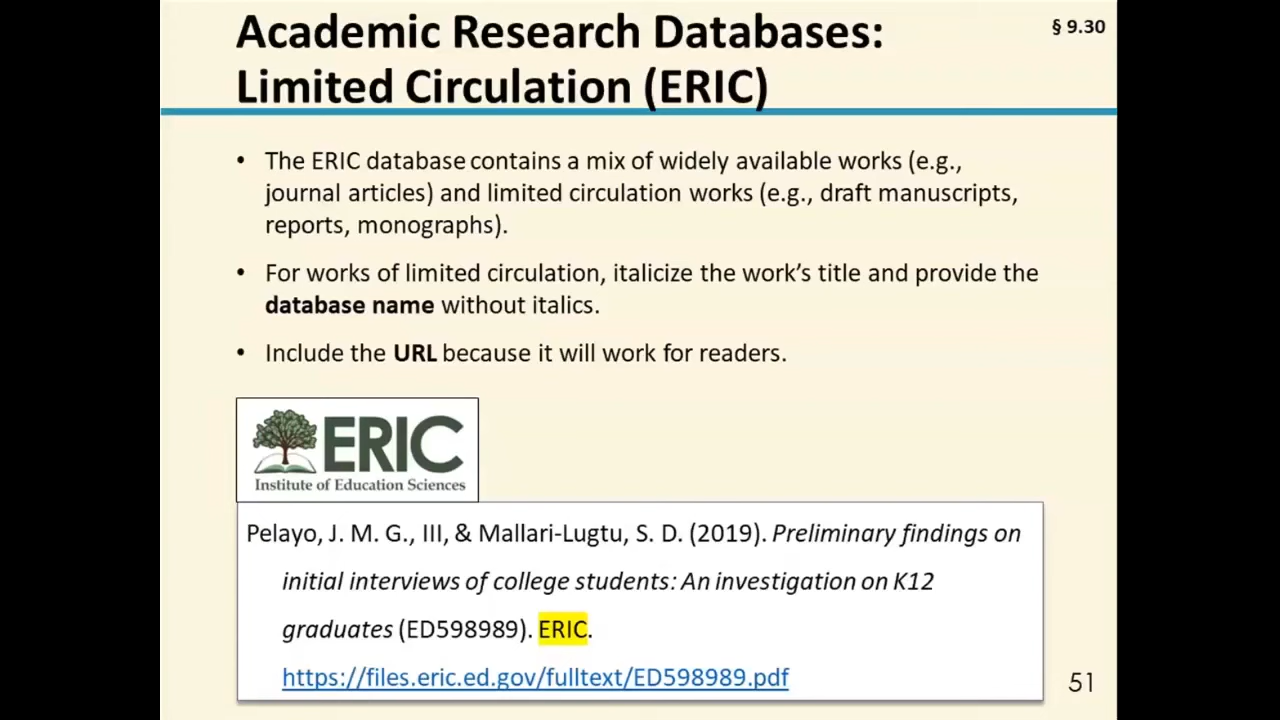 Academic Research Databases:
Limited Circulation (ERIC)
§ 9.30
• The ERIC database contains a mix of widely available works (e.g.,
journal articles) and limited circulation works (e.g., draft manuscripts,
reports, monographs).
• For works of limited circulation, italicize the work's title and provide the
database name without italics.
• Include the URL because it will work for readers.
ERIC
Institute of Education Sciences
Pelayo, J. M. G., III, & Mallari-Lugtu, S. D. (2019). Preliminary findings on
initial interviews of college students: An investigation on K12
graduates (ED598989). ERIC.
https://files.eric.ed.gov/fulltext/ED598989.pdf
51